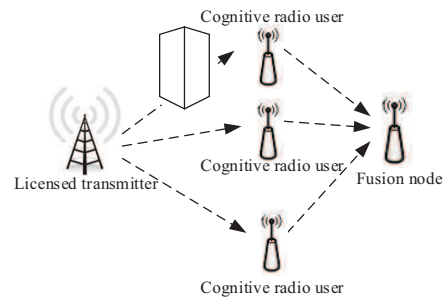 Cognitive radio user
Cognitive radio user
Licensed transmitter
Fusion node
Cognitive radio user